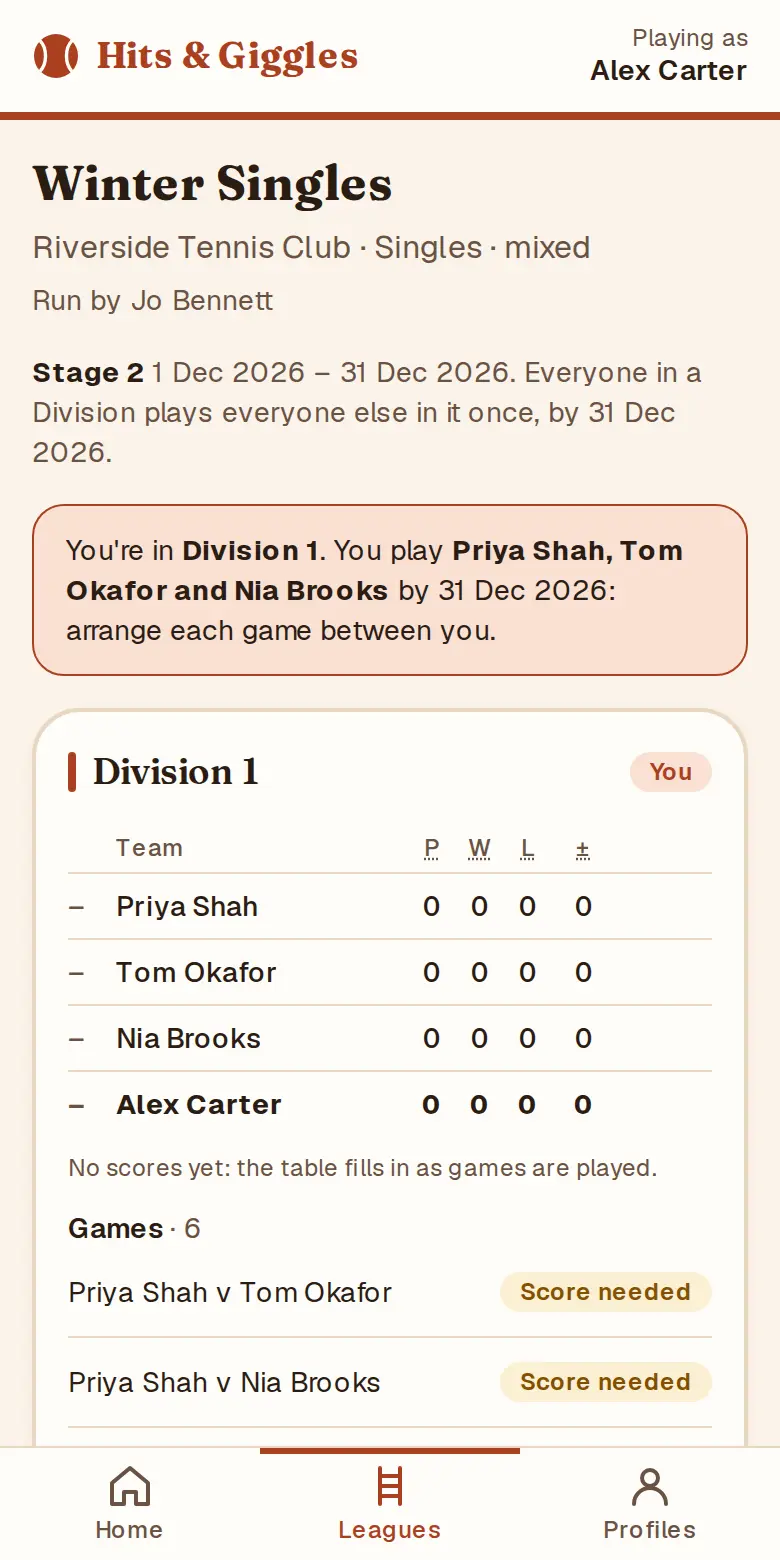 Hits & Giggles
Playing as
Alex Carter
Winter Singles
Riverside Tennis Club · Singles · mixed
Run by Jo Bennett
Stage 2 1 Dec 2026 – 31 Dec 2026. Everyone in a
Division plays everyone else in it once, by 31 Dec
2026.
You're in Division 1. You play Priya Shah, Tom
Okafor and Nia Brooks by 31 Dec 2026:
arrange each game between you.
Division 1 You
Team P W L ±
– Priya Shah 0 0 0 0
– Tom Okafor 0 0 0 0
– Nia Brooks 0 0 0 0
– Alex Carter 0 0 0 0
No scores yet: the table fills in as games are played.
Games · 6
Priya Shah v Tom Okafor Score needed
Priya Shah v Nia Brooks Score needed
Home Leagues Profiles